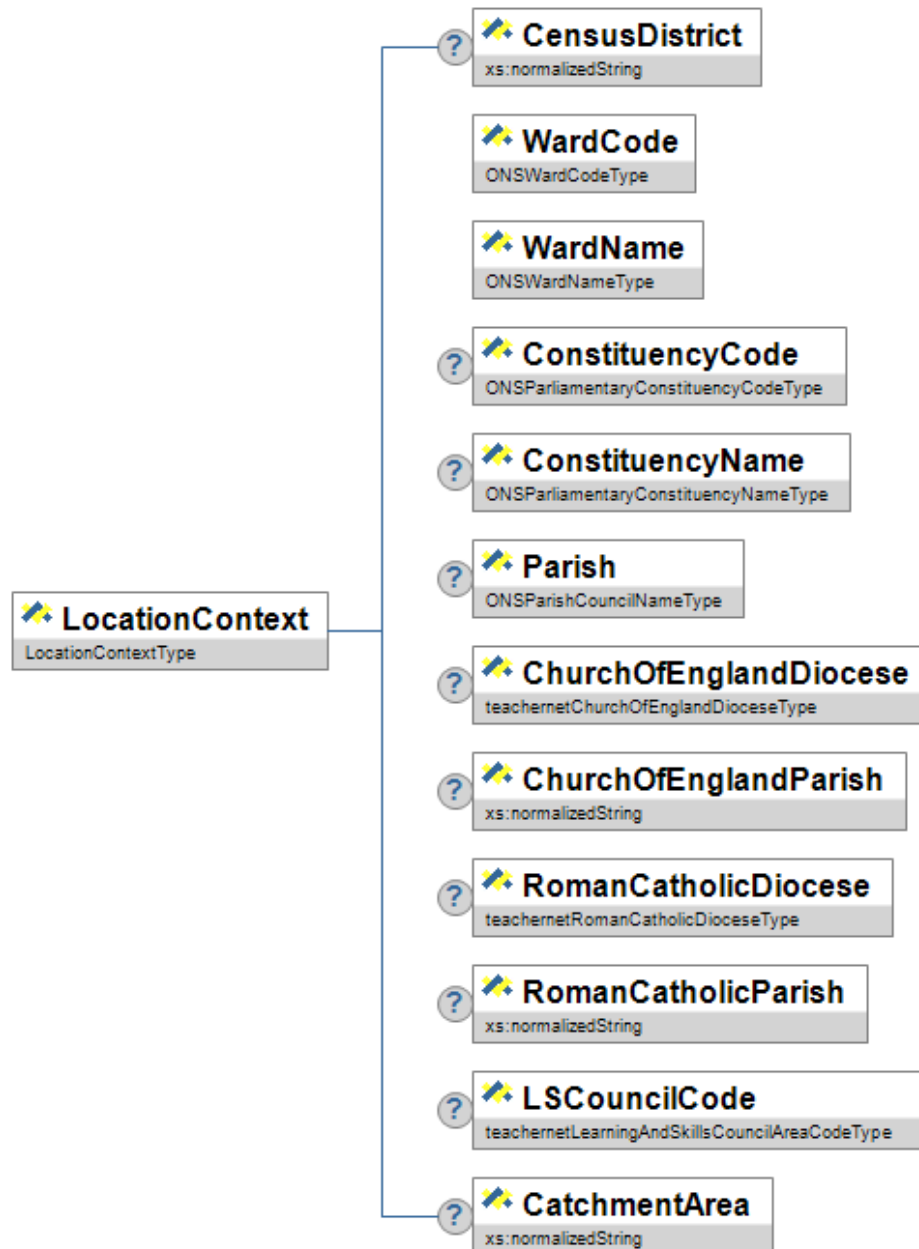 CensusDistrict
xs:normalizedString
WardCode
ONSWardCodeType
WardName
ONSWardNameType
ConstituencyCode
ONSParliamentaryConstituencyCodeType
ConstituencyName
ONSParliamentaryConstituencyNameType
Parish
ONSParishCouncilNameType
LocationContext
LocationContextType
ChurchOfEnglandDiocese
teachernetChurchOfEnglandDioceseType
ChurchOfEnglandParish
xs:normalizedString
RomanCatholicDiocese
teachernetRomanCatholicDioceseType
RomanCatholicParish
xs:normalizedString
LSCouncilCode
teachernetLearningAndSkillsCouncilAreaCodeType
CatchmentArea
xs:normalizedString
?
?
?
?
?
?
?
?
?
?